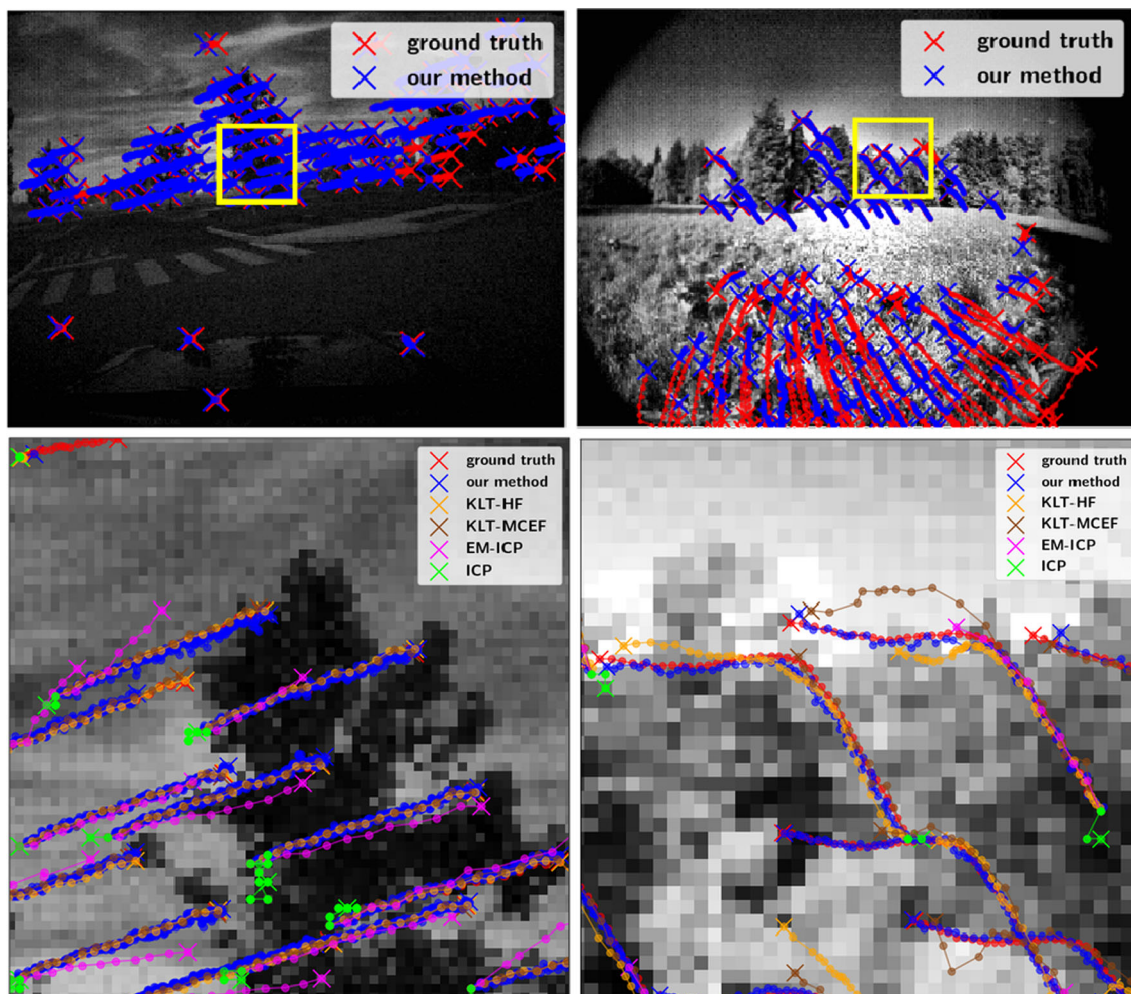 ground truth
our method
ground truth
our method
ground truth
our method
KLT-HF
KLT-MCEF
EM-ICP
ICP
ground truth
our method
KLT-HF
KLT-MCEF
EM-ICP
ICP